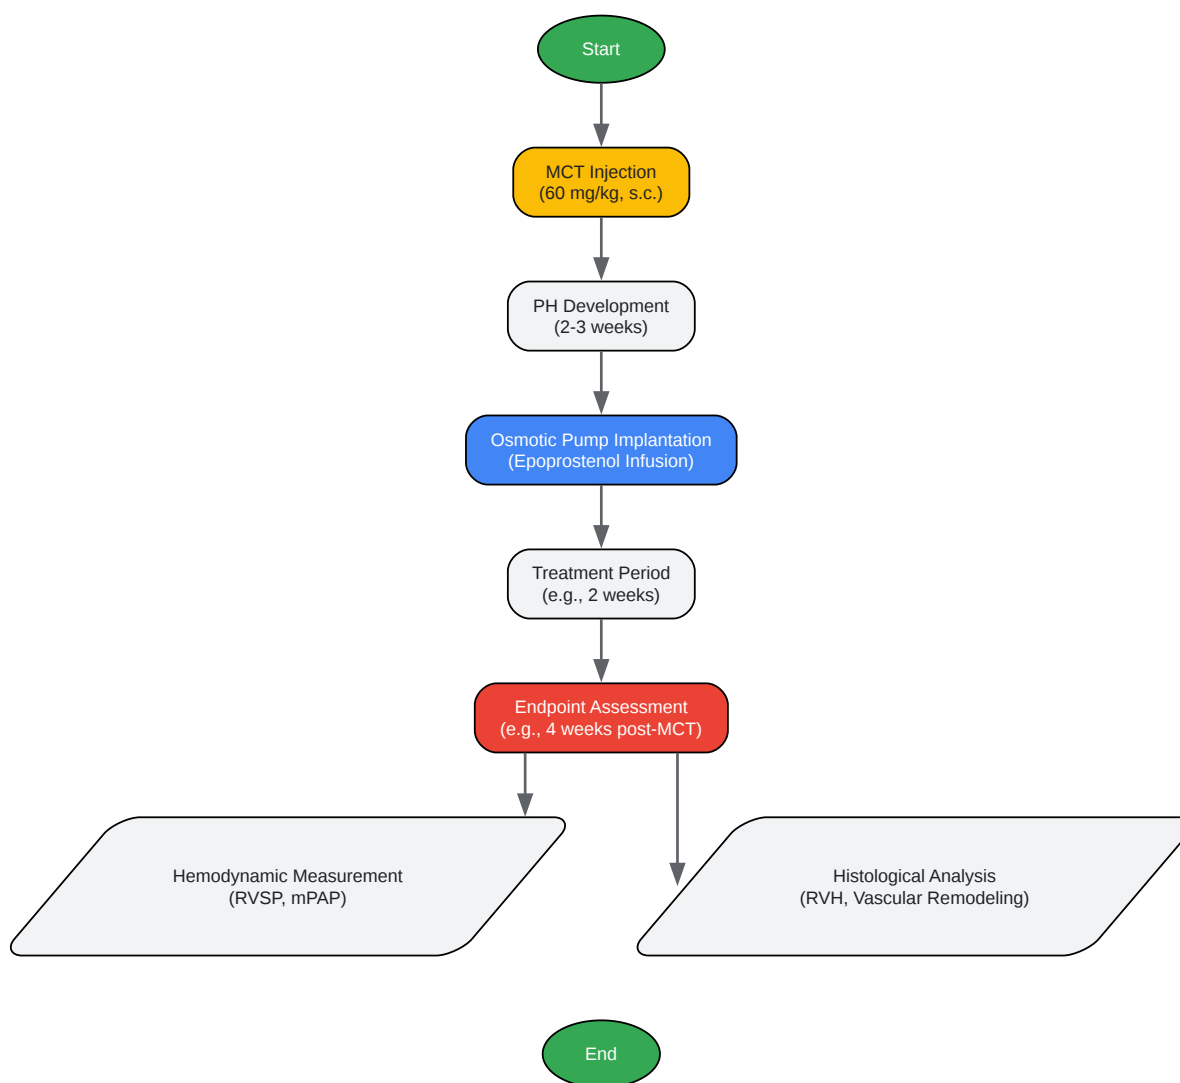 Start
MCT Injection
(60 mg/kg, s.c.)
PH Development
(2-3 weeks)
Osmotic Pump Implantation
(Epoprostenol Infusion)
Treatment Period
(e.g., 2 weeks)
Endpoint Assessment
(e.g., 4 weeks post-MCT)
Hemodynamic Measurement
(RVSP, mPAP)
Histological Analysis
(RVH, Vascular Remodeling)
End